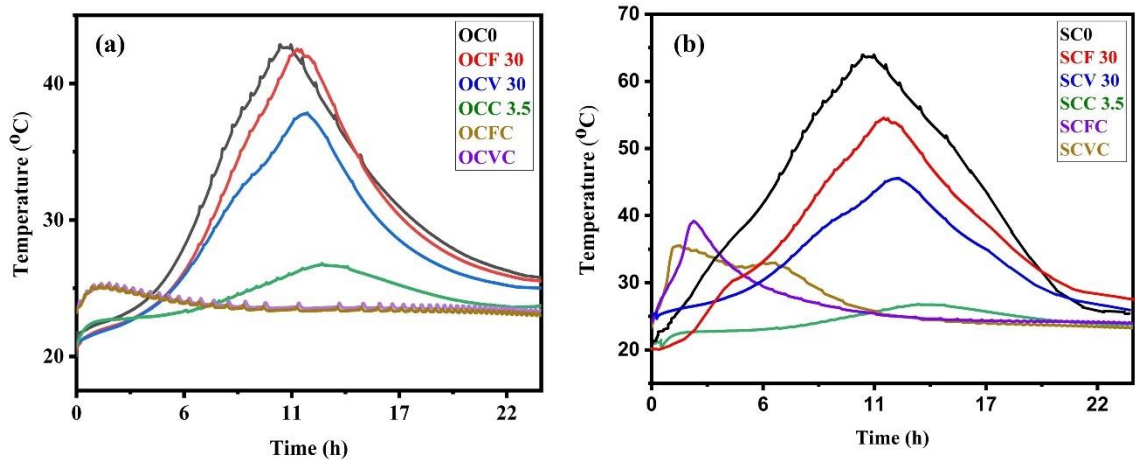 (a)
OC0
OCF 30
OCV 30
OCC 3.5
OCFC
OCVC
40
30
20
Temperature (⁰C)
0
6
11
17
22
Time (h)
(b)
SC0
SCF 30
SCV 30
SCC 3.5
SCFC
SCVC
70
60
50
40
30
20
Temperature (⁰C)
0
6
11
17
22
Time (h)